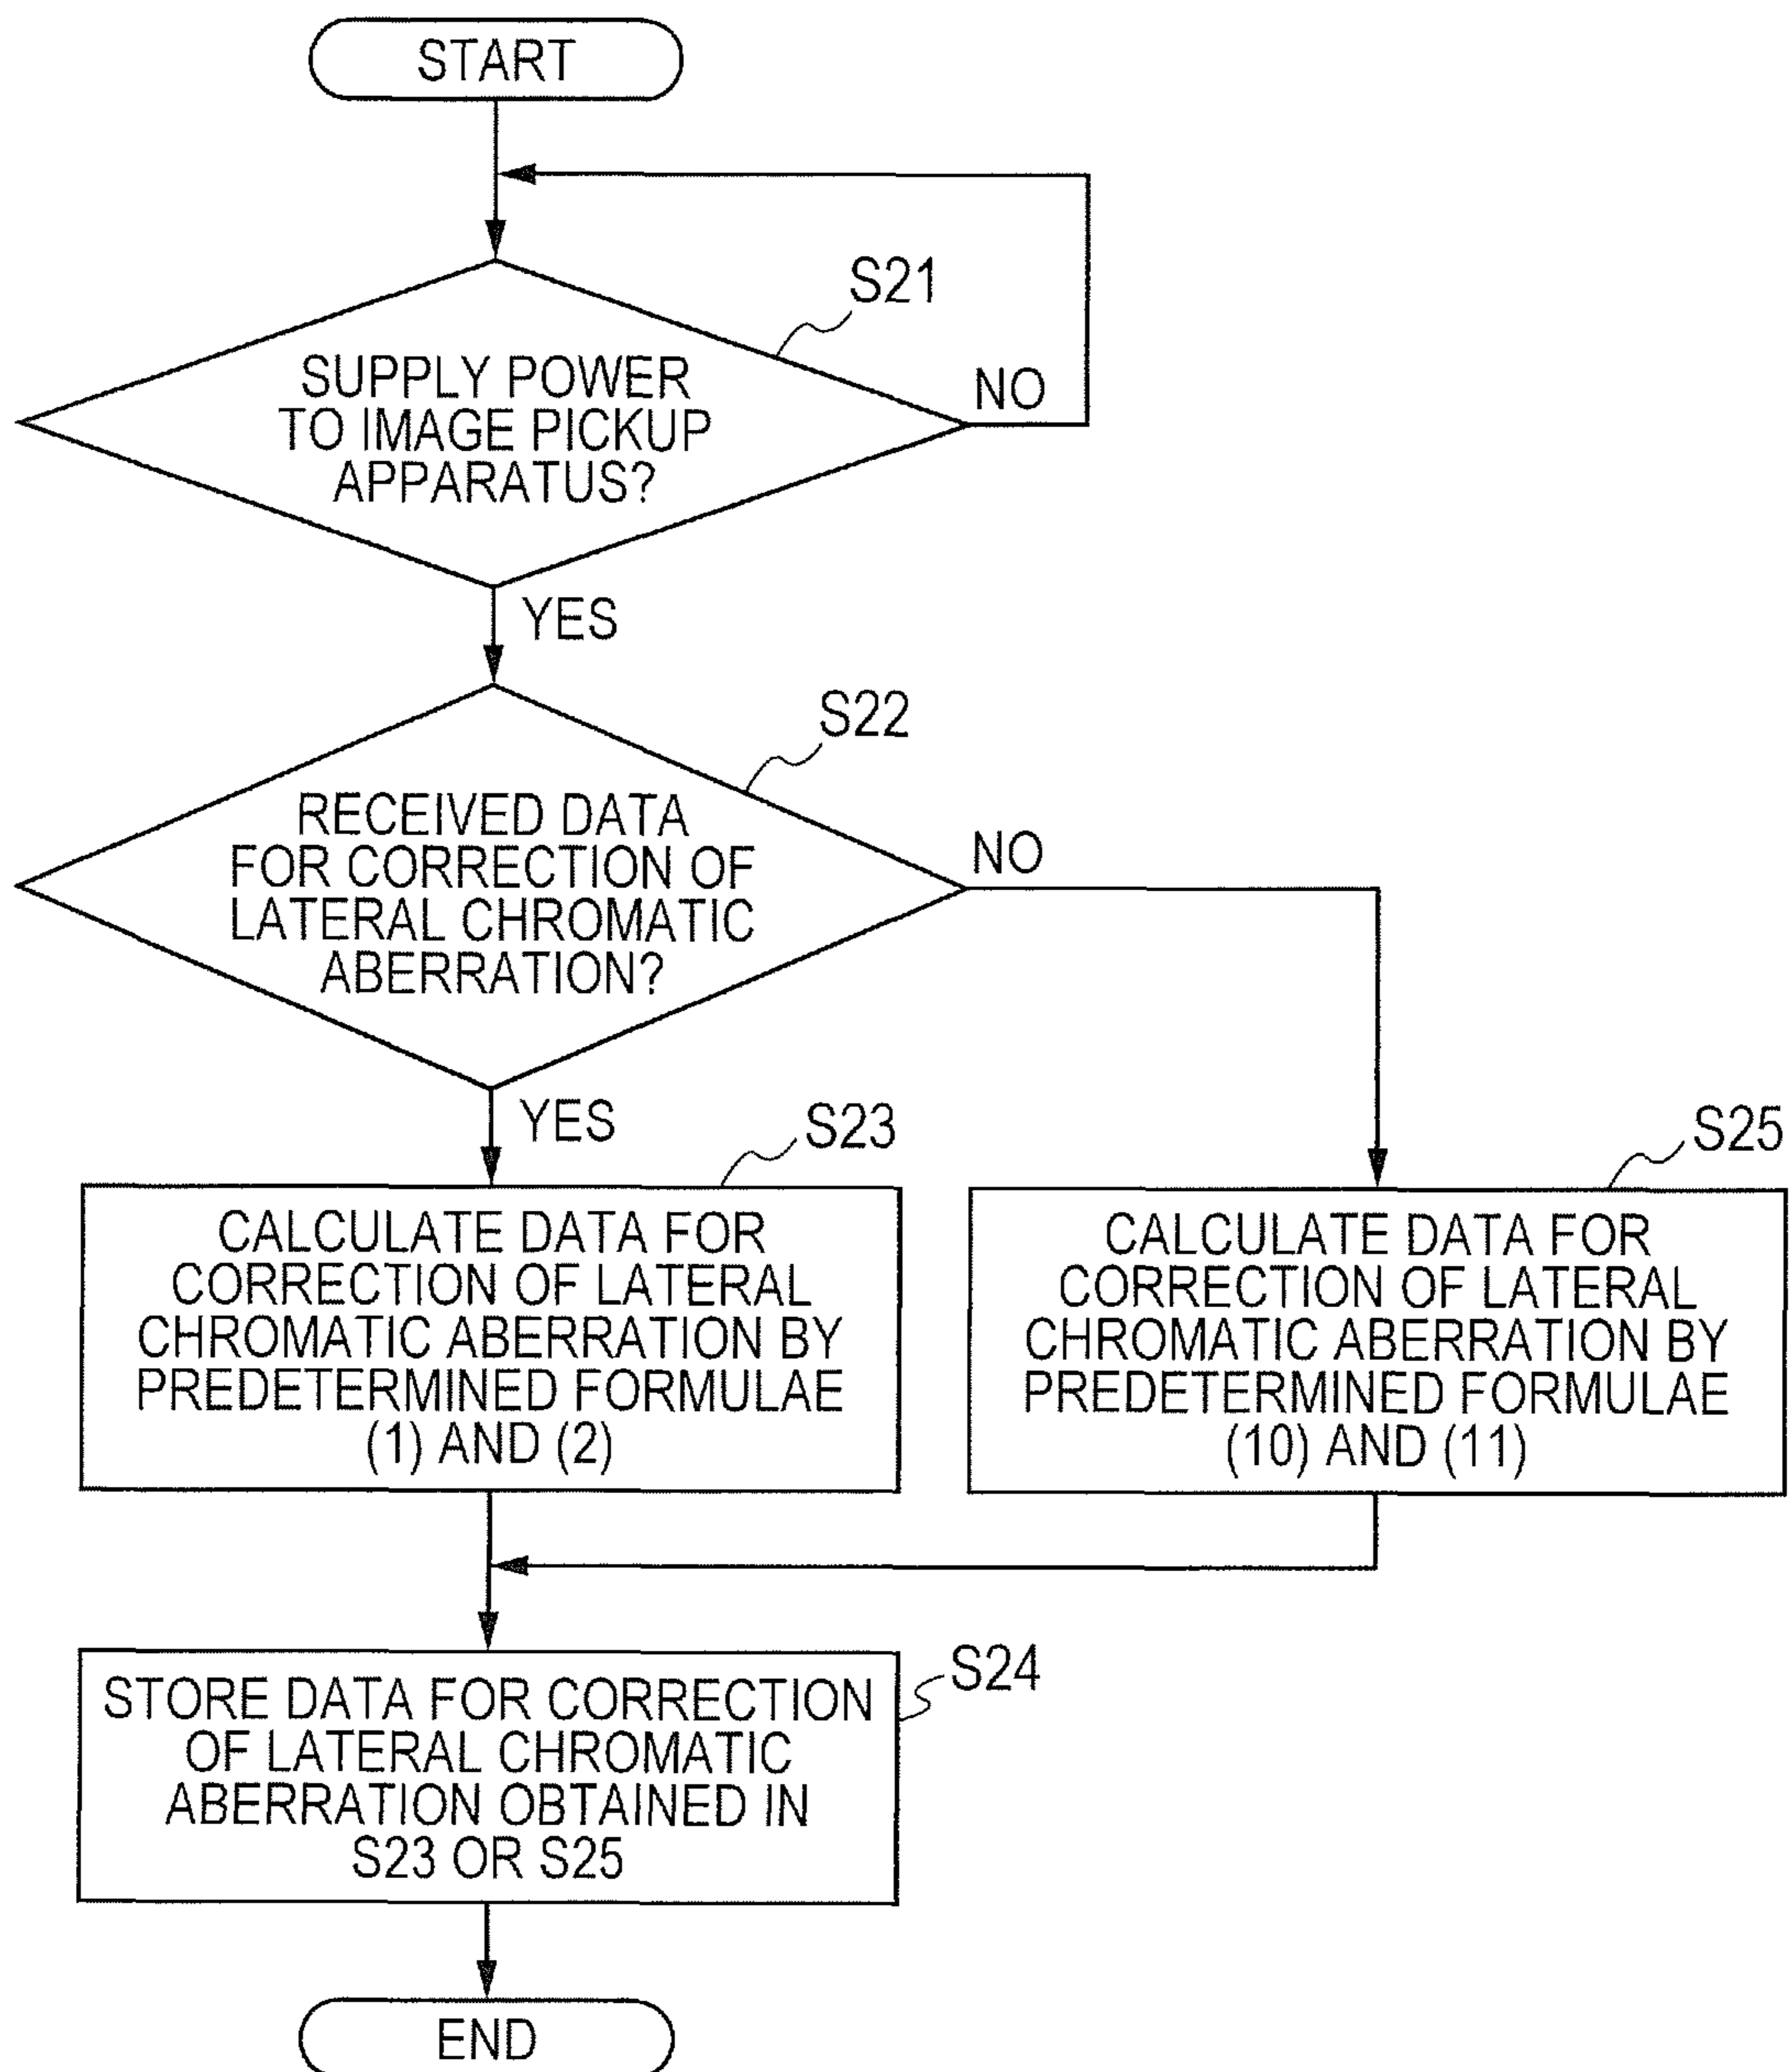 START
S21
SUPPLY POWER
TO IMAGE PICKUP
APPARATUS?
NO
YES
S22
RECEIVED DATA
FOR CORRECTION OF
LATERAL CHROMATIC
ABERRATION?
NO
YES
S23
CALCULATE DATA FOR
CORRECTION OF LATERAL
CHROMATIC ABERRATION BY
PREDETERMINED FORMULAE
(1) AND (2)
S25
CALCULATE DATA FOR
CORRECTION OF LATERAL
CHROMATIC ABERRATION BY
PREDETERMINED FORMULAE
(10) AND (11)
S24
STORE DATA FOR CORRECTION
OF LATERAL CHROMATIC
ABERRATION OBTAINED IN
S23 OR S25
END